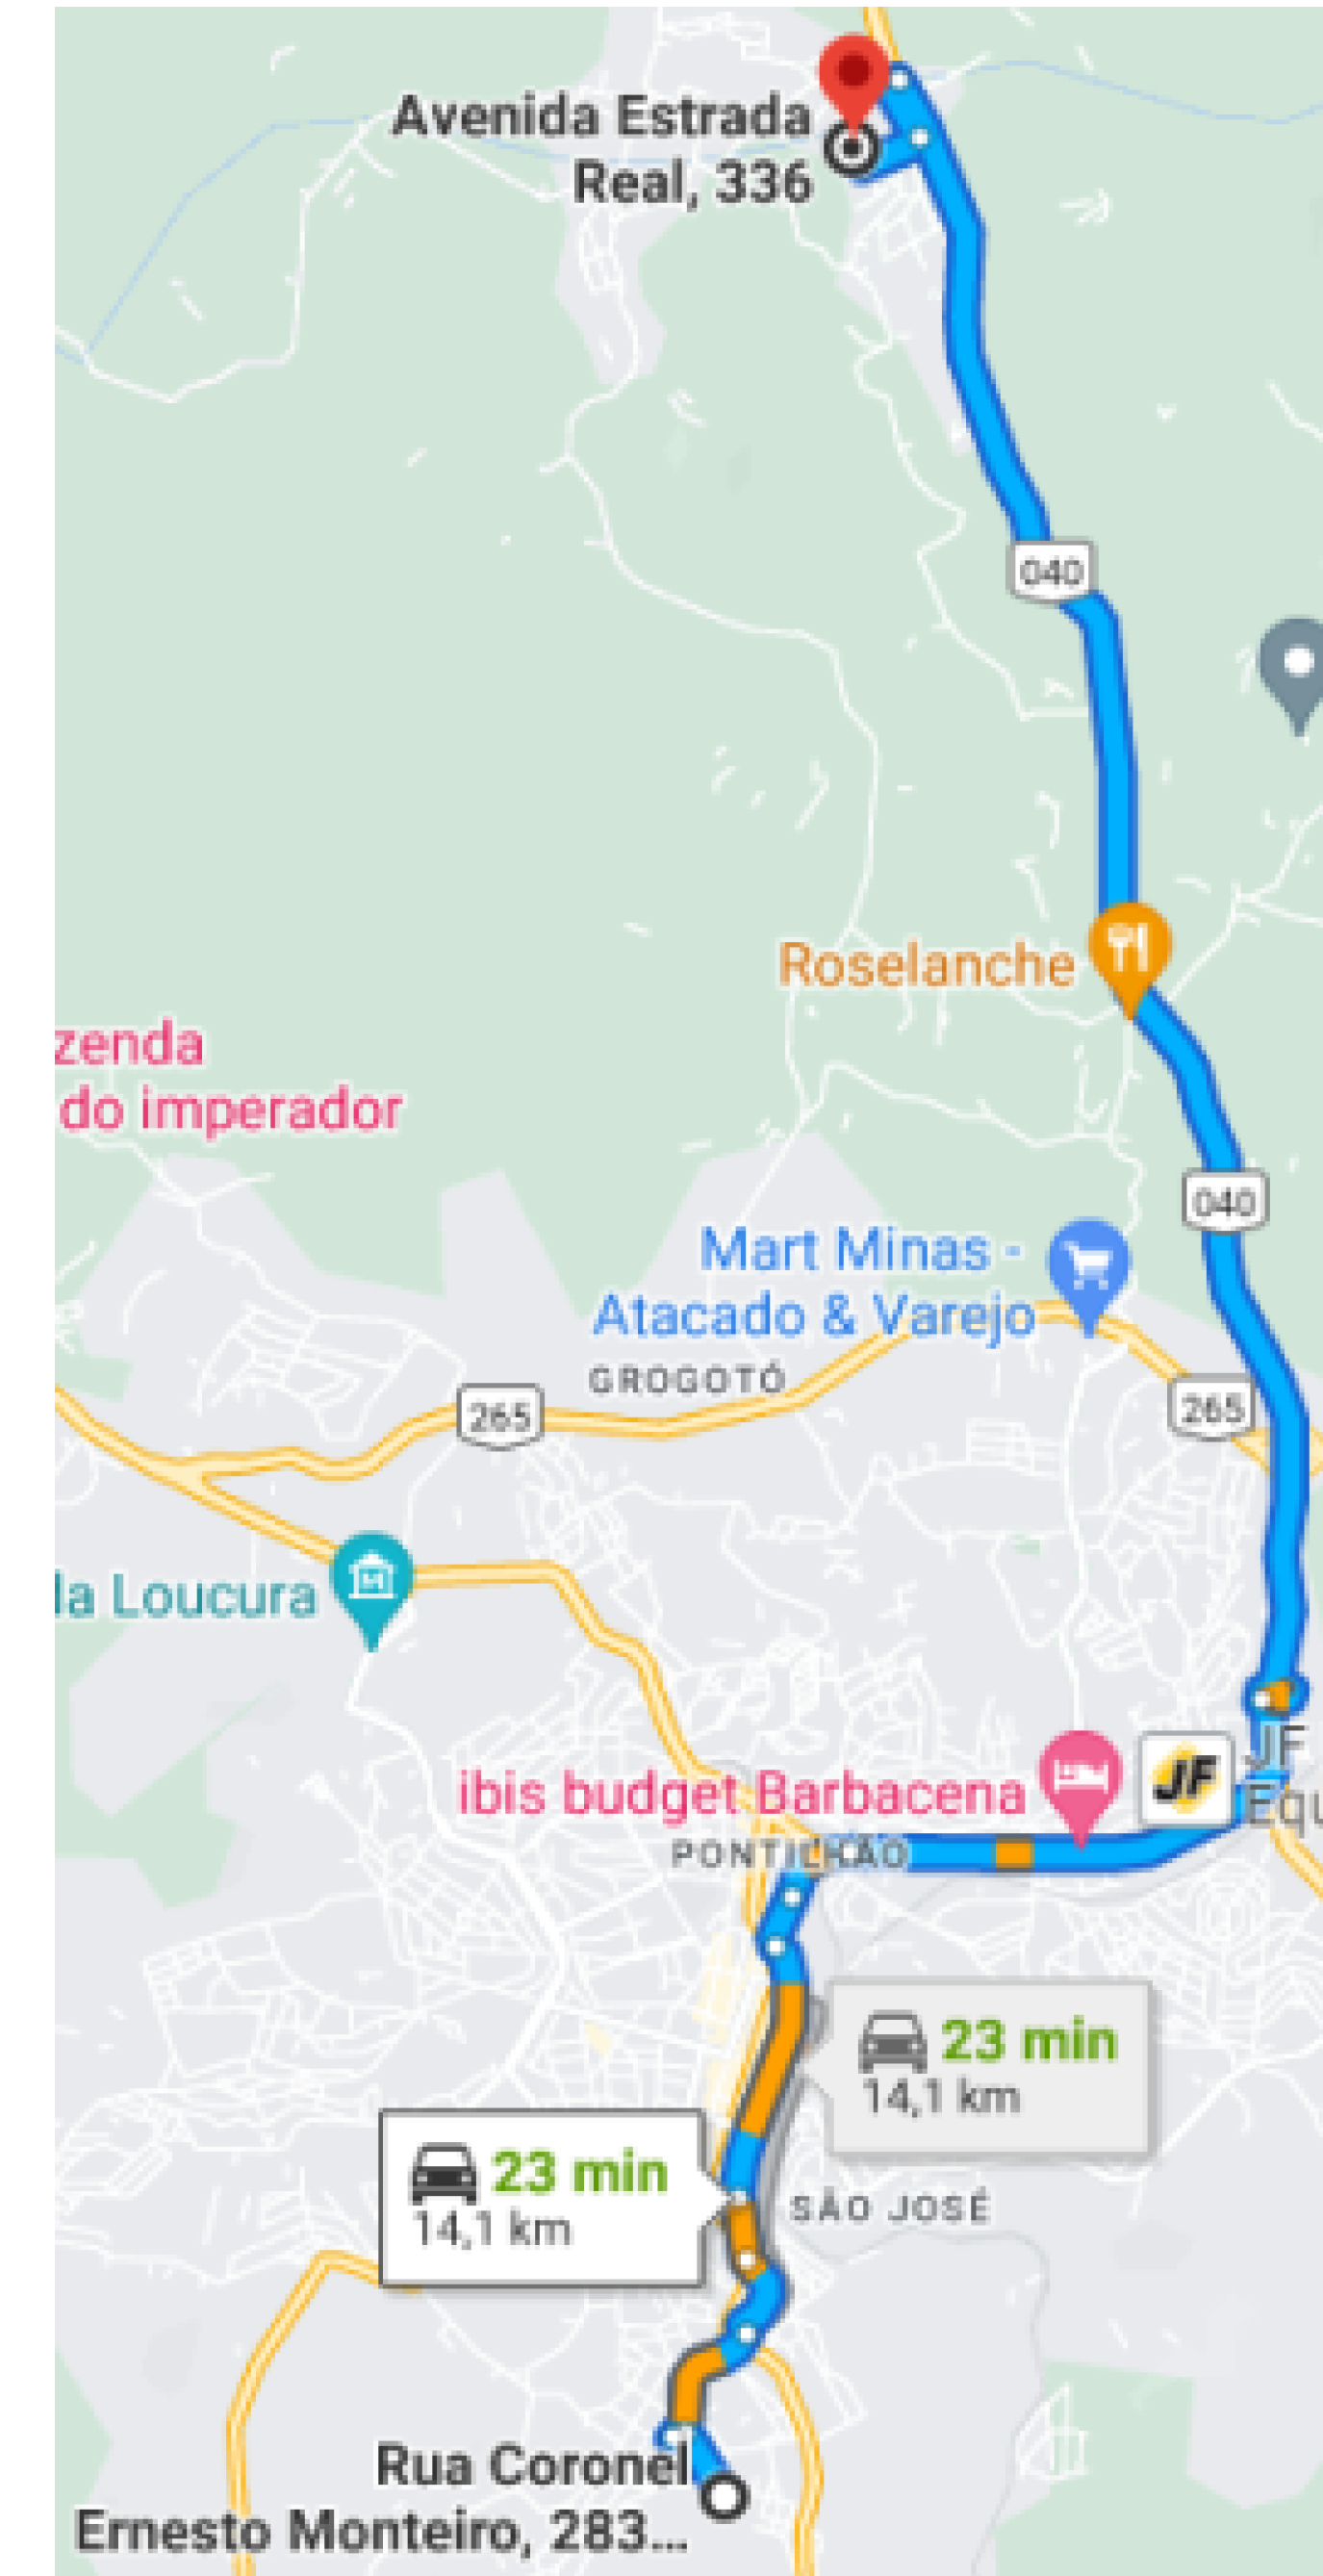 Avenida Estrada
Real, 336
040
Roselanche
zenda
do imperador
040
Mart Minas -
Atacado & Varejo
GROGOTÓ
265
265
la Loucura
JF
JF
Equ
ibis budget Barbacena
PONTILHÃO
23 min
14,1 km
23 min
14,1 km
SÃO JOSÉ
Rua Coronel
Ernesto Monteiro, 283...